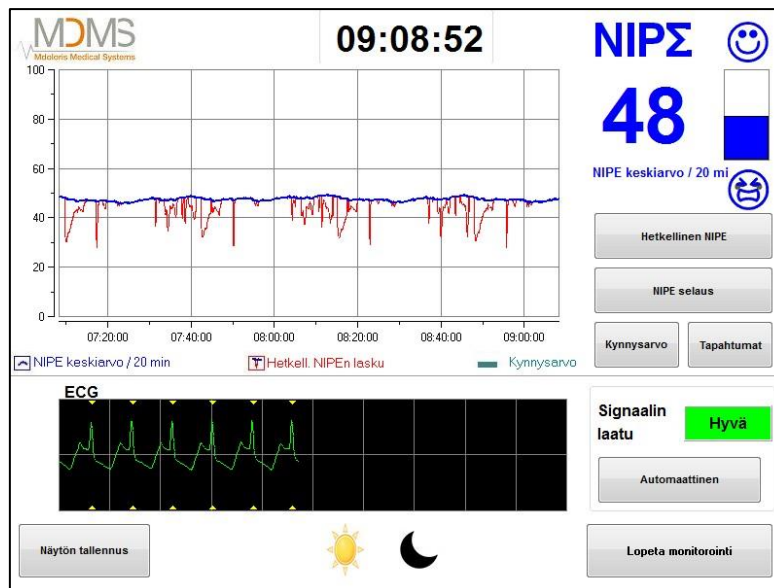 MDMS
Mdoloris Medical Systems
09:08:52
NIPΣ
48
NIPE keskiarvo / 20 mi
100
80
60
40
20
0
07:20:00 07:40:00 08:00:00 08:20:00 08:40:00 09:00:00
NIPE keskiarvo / 20 min Hetkell. NIPEn lasku Kynnysarvo
Hetkellinen NIPE
NIPE selaus
Kynnysarvo Tapahtumat
ECG
Signaalin
laatu
Hyvä
Automaattinen
Näytön tallennus
Lopeta monitorointi